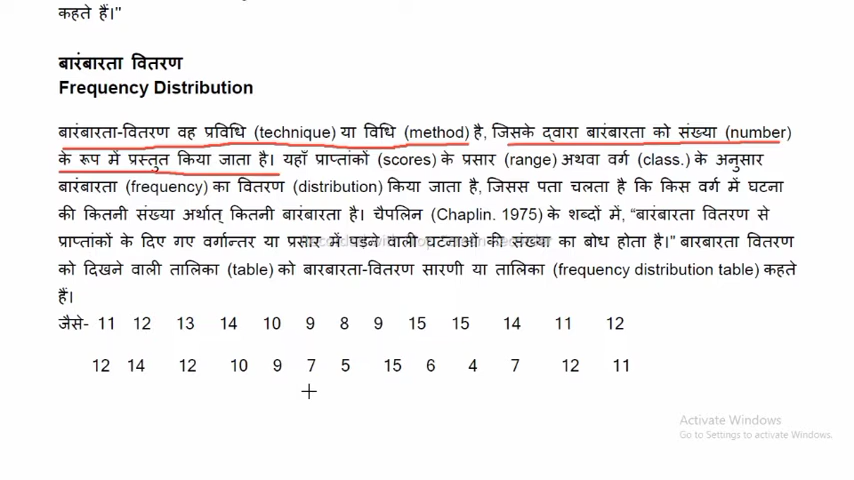 कहते हैं।"
बारंबारता वितरण
Frequency Distribution
बारंबारता-वितरण वह प्रविधि (technique) या विधि (method) है, जिसके द्वारा बारंबारता को संख्या (number)
के रूप में प्रस्तुत किया जाता है। यहाँ प्राप्तांकों (scores) के प्रसार (range) अथवा वर्ग (class.) के अनुसार
बारंबारता (frequency) का वितरण (distribution) किया जाता है, जिसस पता चलता है कि किस वर्ग में घटना
की कितनी संख्या अर्थात् कितनी बारंबारता है। चैपलिन (Chaplin. 1975) के शब्दों में, "बारंबारता वितरण से
प्राप्तांकों के दिए गए वर्गान्तर या प्रसार में पडने वाली घटनाओं की संख्या का बोध होता है।" बारबारता वितरण
को दिखने वाली तालिका (table) को बारबारता-वितरण सारणी या तालिका (frequency distribution table) कहते
हैं।
जैसे- 11 12 13 14 10 9 8 9 15 15 14 11 12
12 14 12 10 9 7 5 15 6 4 7 12 11
Activate Windows
Go to Settings to activate Windows.